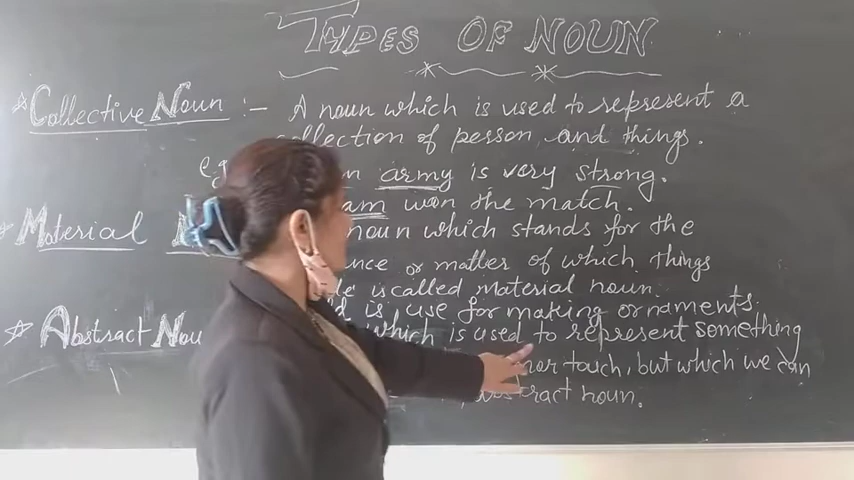 TYPES OF NOUN
Collective Noun :- A noun which is used to represent a
collection of person and things.
army is very strong.
won the match.
Material noun which stands for the
or matter of which things
is called material noun.
is use for making ornaments.
Abstract which is used to represent something
nor touch, but which we can
noun.